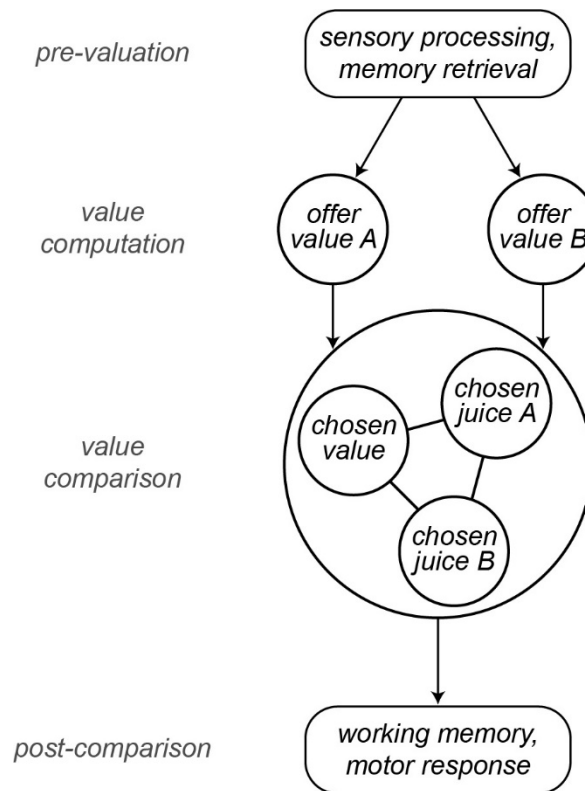 pre-valuation
sensory processing,
memory retrieval
value
computation
offer
value A
offer
value B
value
comparison
chosen
value
chosen
juice A
chosen
juice B
post-comparison
working memory,
motor response